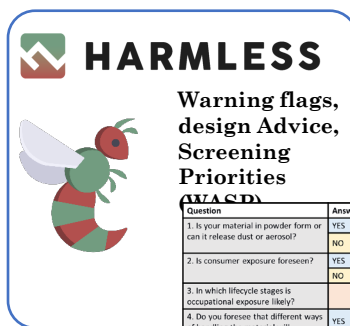 HARMLESS
Warning flags,
design Advice,
Screening
Priorities
(WASP)
Question Answ
1. Is your material in powder form or YES
can it release dust or aerosol?
NO
2. Is consumer exposure foreseen? YES
NO
3. In which lifecycle stages is
occupational exposure likely?
4. Do you foresee that different ways YES